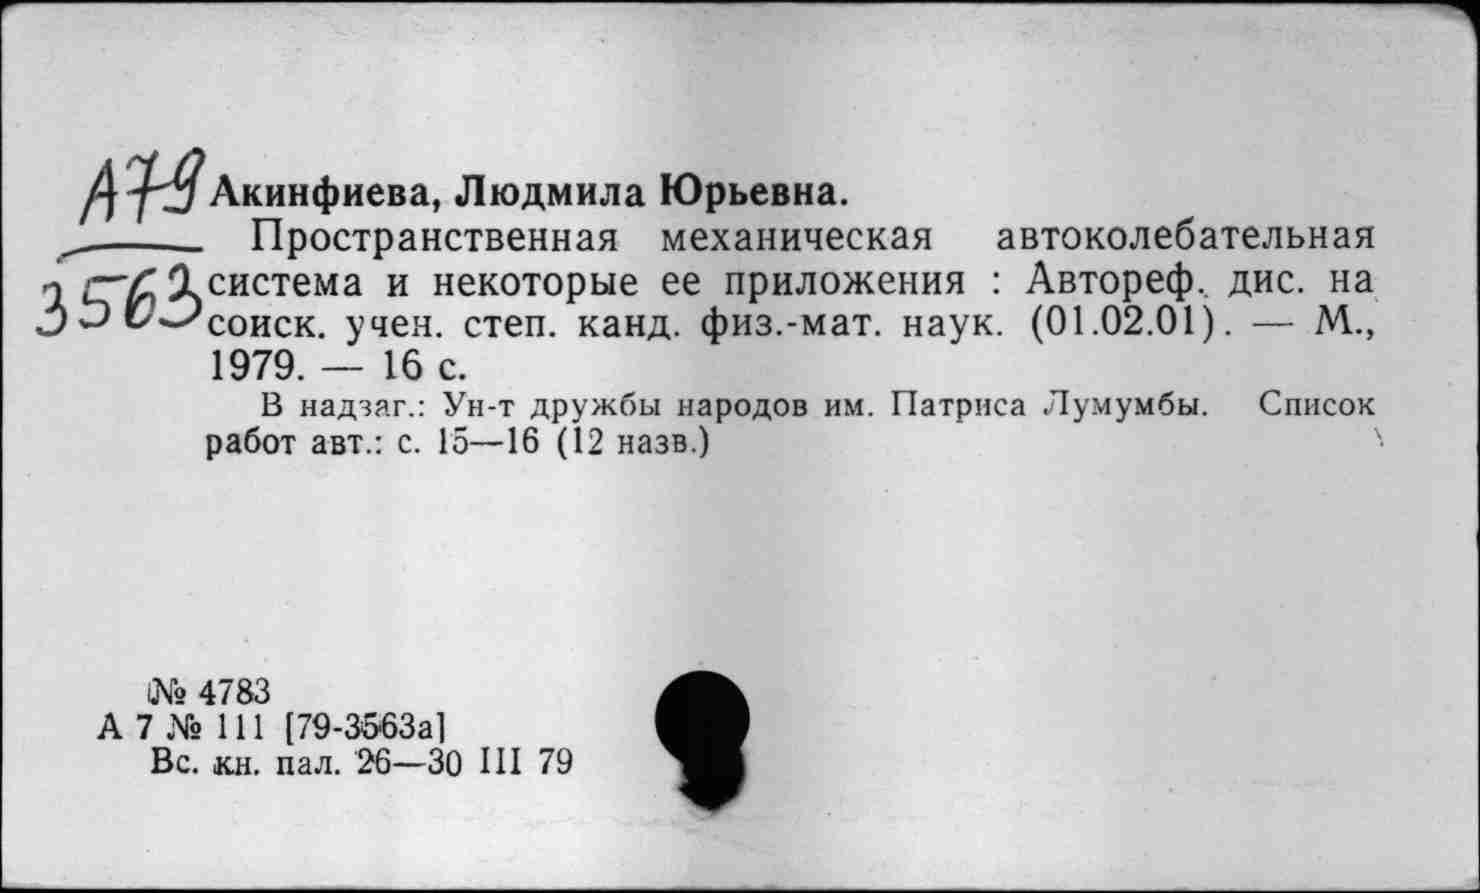 А79 Акинфиева, Людмила Юрьевна.
Пространственная механическая автоколебательная
3563 система и некоторые ее приложения : Автореф. дис. на
соиск. учен. степ. канд. физ.-мат. наук. (01.02.01). — М.,
1979. — 16 с.
В надзаг.: Ун-т дружбы народов им. Патриса Лумумбы. Список
работ авт.: с. 15—16 (12 назв.)
№ 4783
А 7 № 111 [79-3563а]
Вс. кн. пал. 26—30 III 79